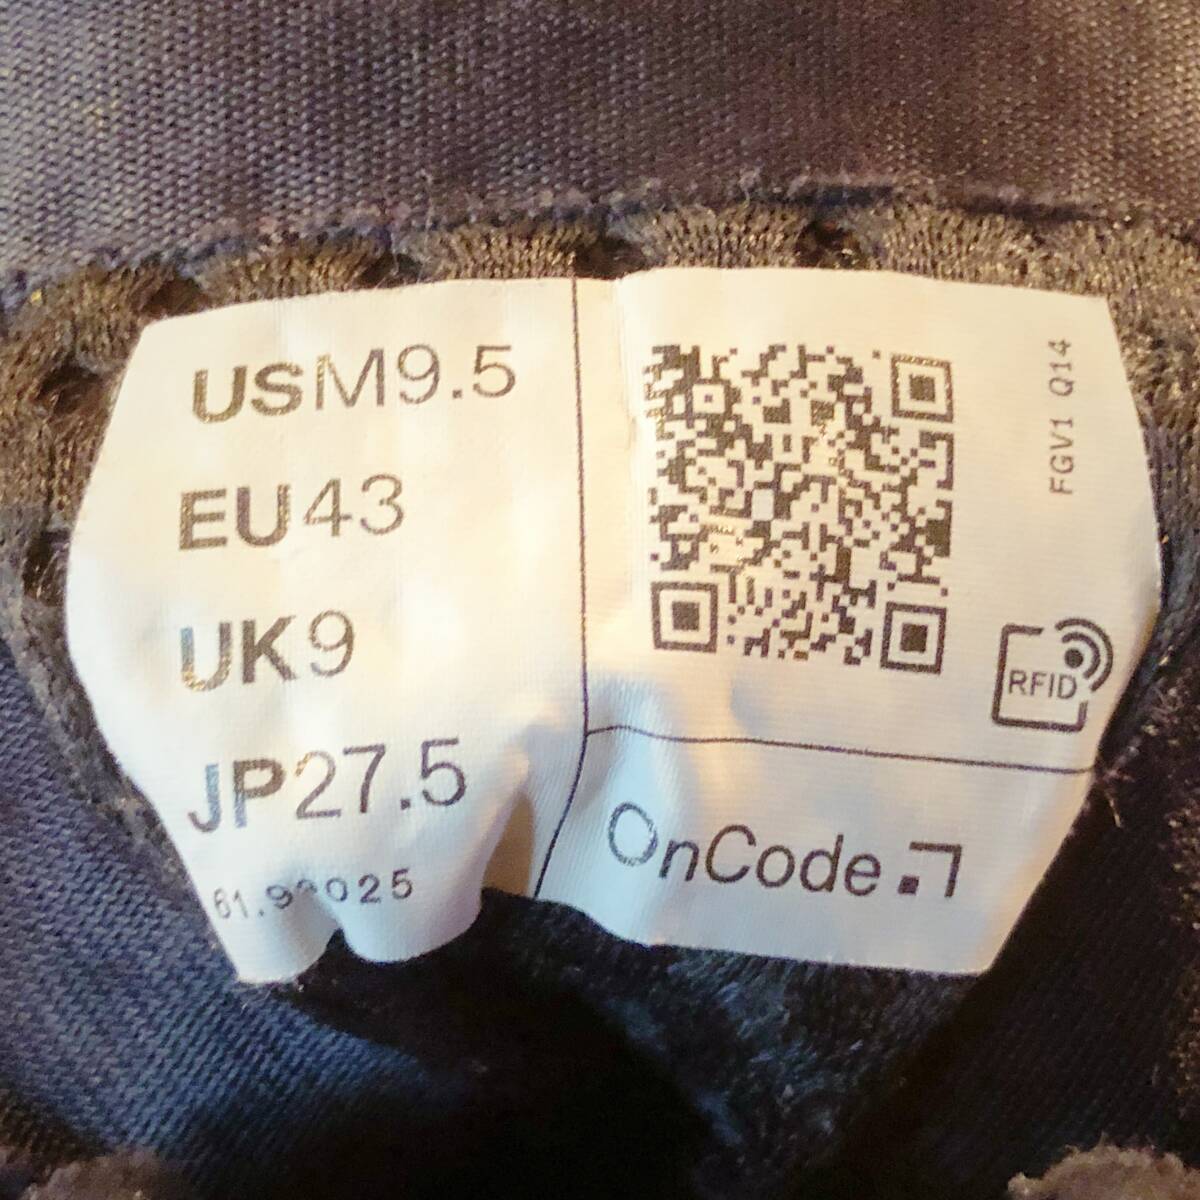 USM9.5
EU43
UK9
JP27.5
FGV1 Q14
RFID
OnCode